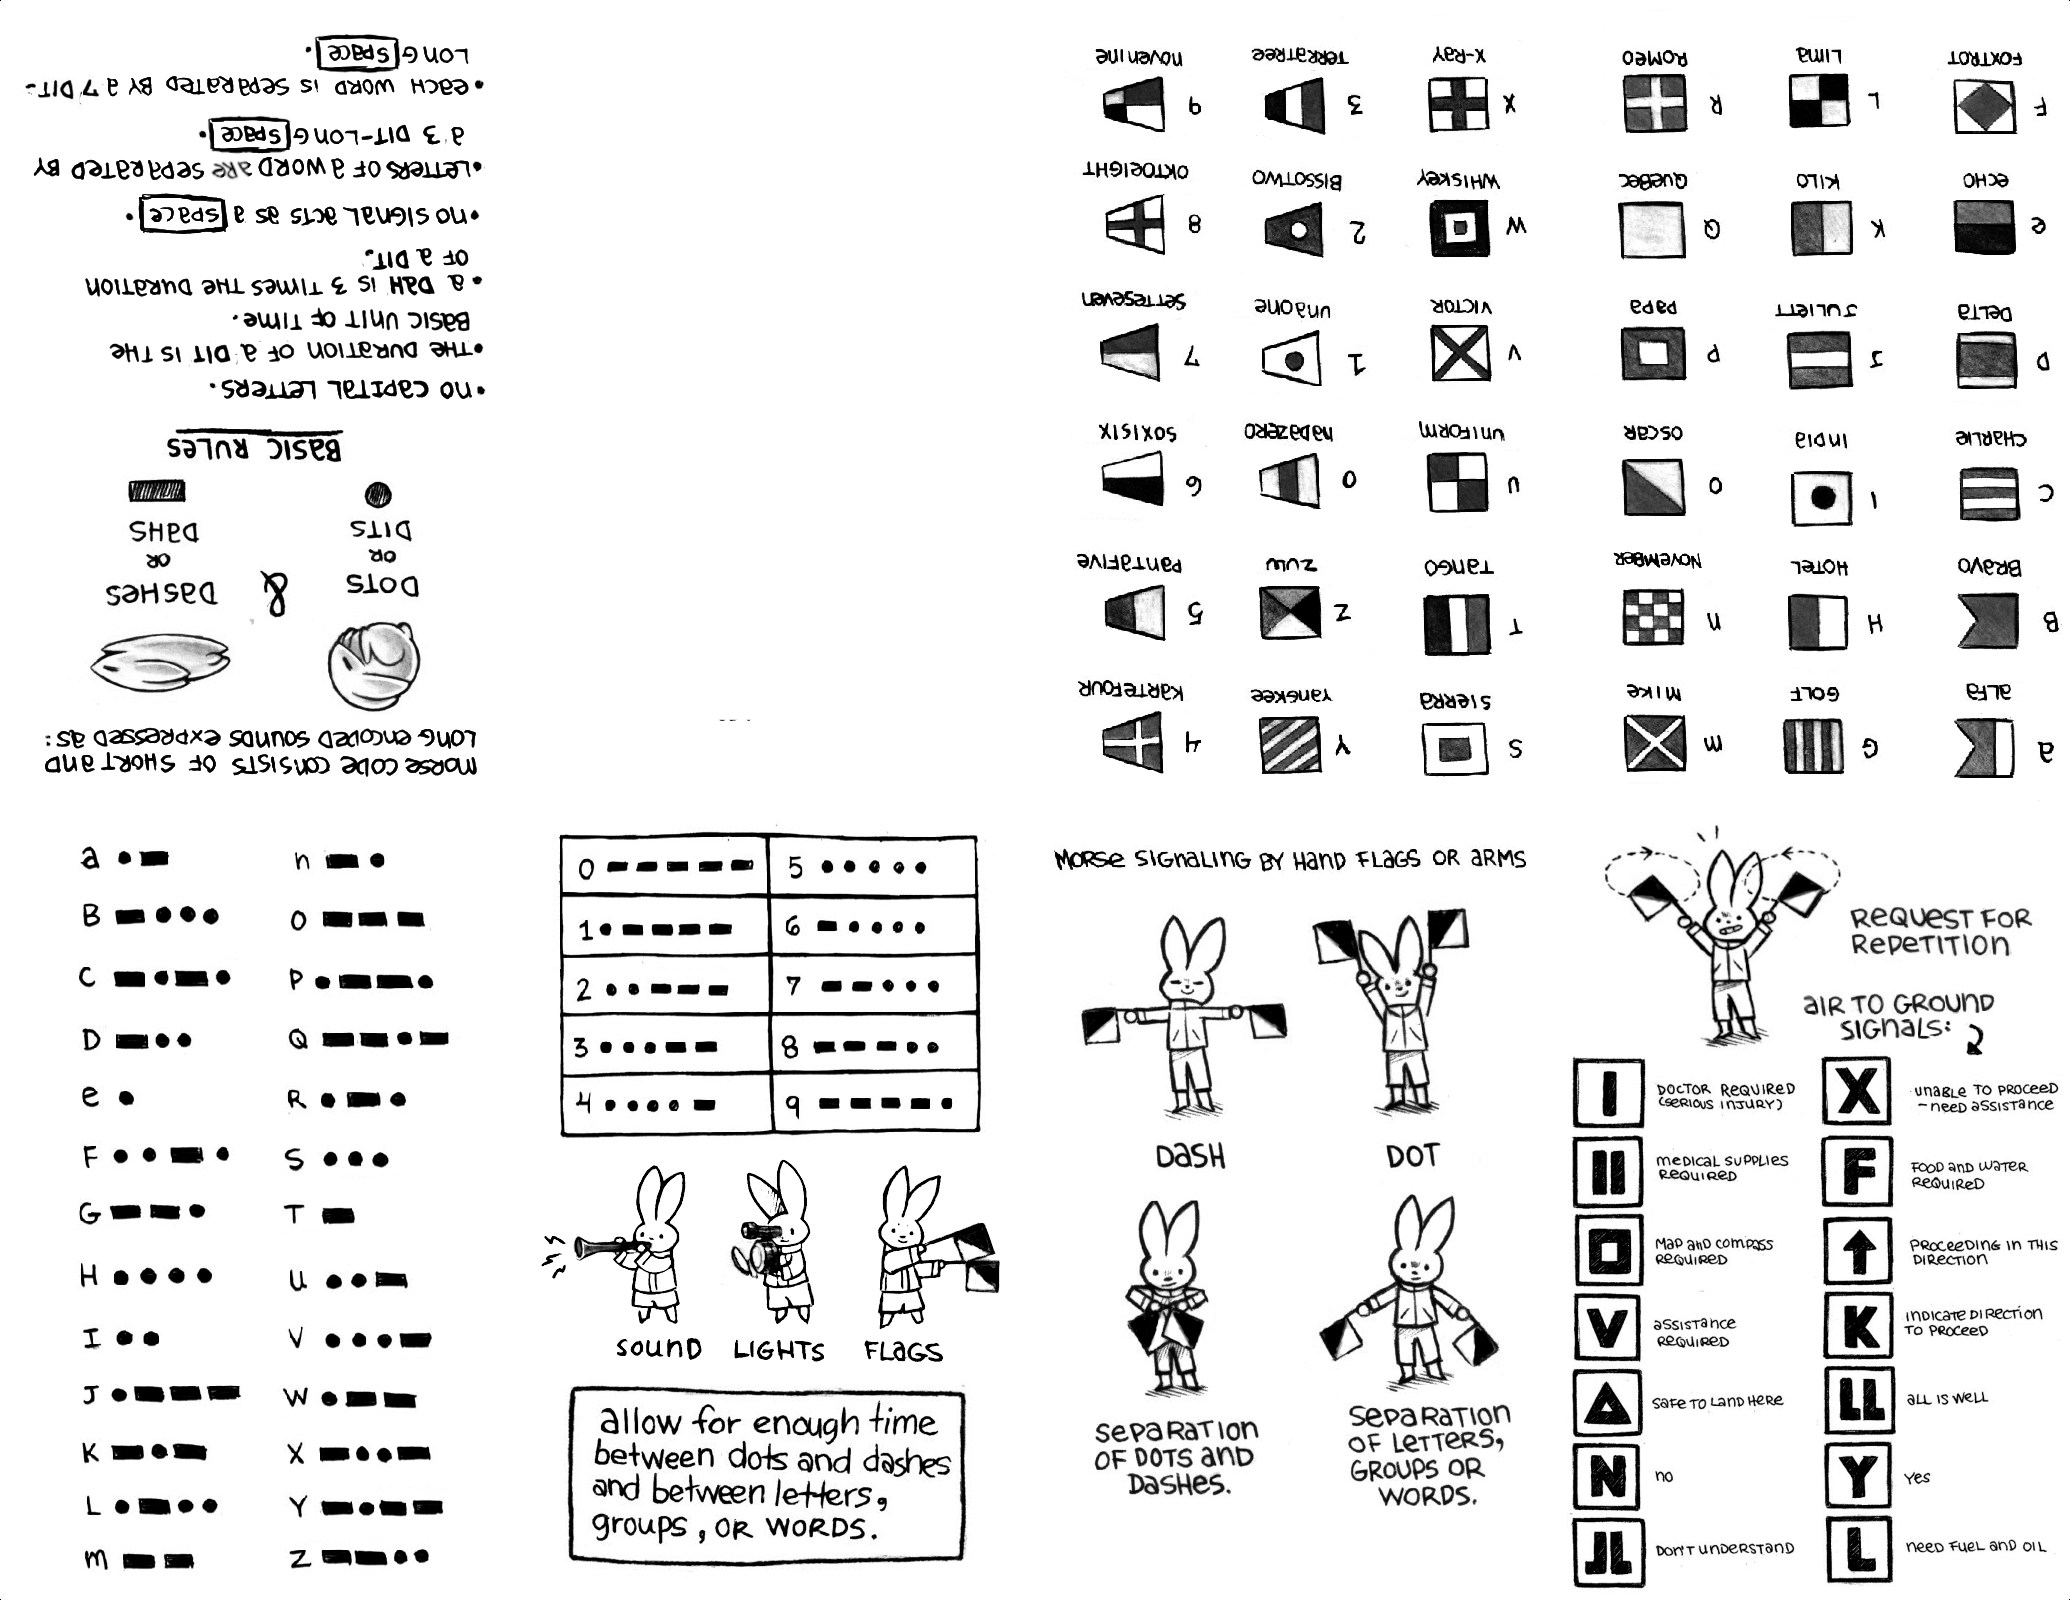 MORSE CODE CONSISTS OF SHORT AND
LONG ENCODED SOUNDS EXPRESSED AS:
DOTS
OR
DITS
&
DASHES
OR
DAHS
BASIC RULES
•NO CAPITAL LETTERS.
•THE DURATION OF A DIT IS THE
BASIC UNIT OF TIME.
•A DAH IS 3 TIMES THE DURATION
OF A DIT.
•NO SIGNAL ACTS AS A SPACE.
•LETTERS OF A WORD ARE SEPARATED BY
A 3 DIT-LONG SPACE.
•EACH WORD IS SEPARATED BY A 7 DIT-
LONG SPACE.
A
ALFA
B
BRAVO
C
CHARLIE
D
DELTA
E
ECHO
F
FOXTROT
G
GOLF
H
HOTEL
I
INDIA
J
JULIETT
K
KILO
L
LIMA
M
MIKE
N
NOVEMBER
O
OSCAR
P
PAPA
Q
QUEBEC
R
ROMEO
S
SIERRA
T
TANGO
U
UNIFORM
V
VICTOR
W
WHISKEY
X
X-RAY
Y
YANGKEE
Z
ZULU
0
NADAZERO
1
UNAONE
2
BISSOTWO
3
TERRATREE
4
KARTEFOUR
5
PANTAFIVE
6
SOXISIX
7
SETTESEVEN
8
OKTOEIGHT
9
NOVENINE
A
B
C
D
E
F
G
H
I
J
K
L
M
N
O
P
Q
R
S
T
U
V
W
X
Y
Z
0
1
2
3
4
5
6
7
8
9
SOUND
LIGHTS
FLAGS
allow for enough time
between dots and dashes
and between letters,
groups, OR WORDS.
MORSE SIGNALING BY HAND FLAGS OR ARMS
DASH
DOT
SEPARATION
OF DOTS AND
DASHES.
SEPARATION
OF LETTERS,
GROUPS OR
WORDS.
REQUEST FOR
REPETITION
AIR TO GROUND
SIGNALS:
I
DOCTOR REQUIRED
(SERIOUS INJURY)
II
MEDICAL SUPPLIES
REQUIRED
MAP AND COMPASS
REQUIRED
V
ASSISTANCE
REQUIRED
SAFE TO LAND HERE
N
NO
JL
DON'T UNDERSTAND
X
UNABLE TO PROCEED
-NEED ASSISTANCE
F
FOOD AND WATER
REQUIRED
PROCEEDING IN THIS
DIRECTION
K
INDICATE DIRECTION
TO PROCEED
LL
ALL IS WELL
Y
YES
L
NEED FUEL AND OIL